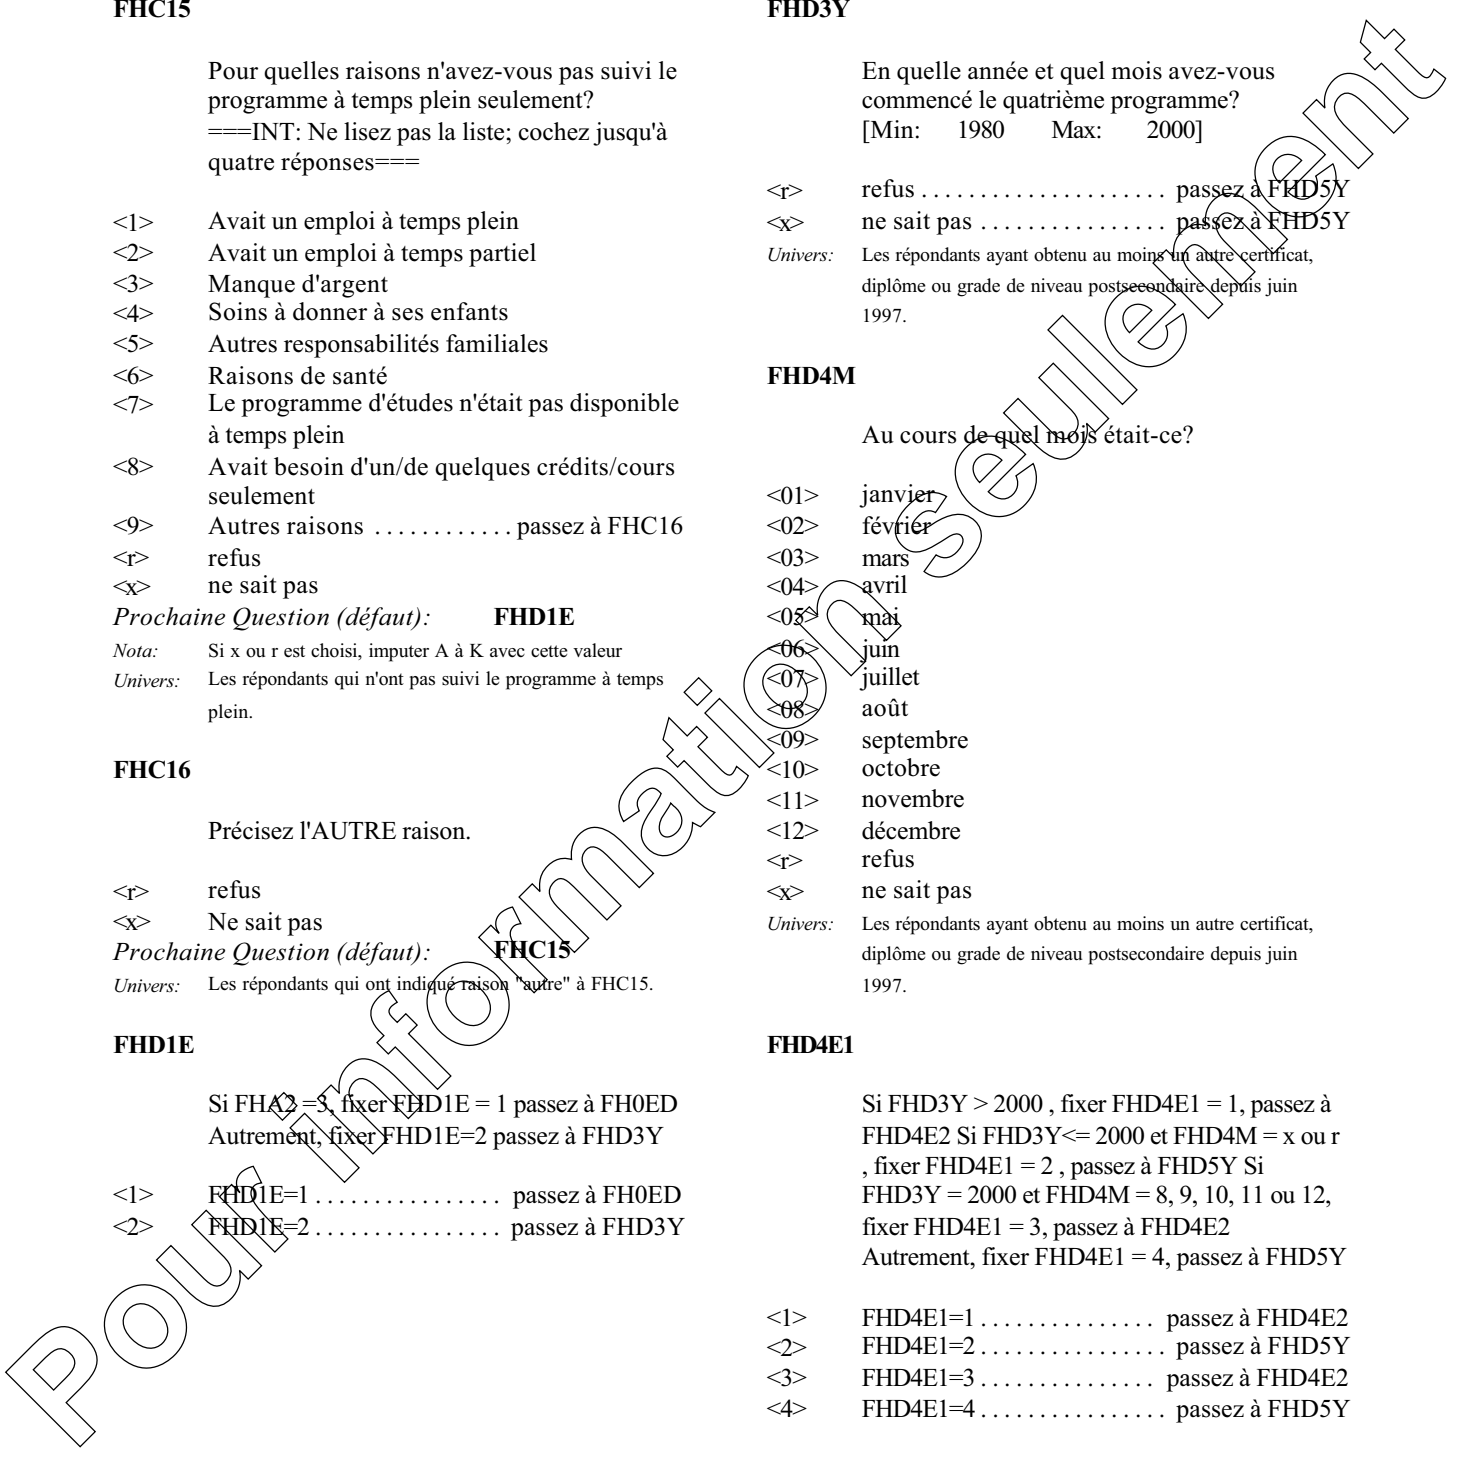 FHC15
Pour quelles raisons n'avez-vous pas suivi le
programme à temps plein seulement?
===INT: Ne lisez pas la liste; cochez jusqu'à
quatre réponses===
<1> Avait un emploi à temps plein
<2> Avait un emploi à temps partiel
<3> Manque d'argent
<4> Soins à donner à ses enfants
<5> Autres responsabilités familiales
<6> Raisons de santé
<7> Le programme d'études n'était pas disponible
à temps plein
<8> Avait besoin d'un/de quelques crédits/cours
seulement
<9> Autres raisons . . . . . . . . . . . . passez à FHC16
<r> refus
<x> ne sait pas
Prochaine Question (défaut): FHD1E
Nota: Si x ou r est choisi, imputer A à K avec cette valeur
Univers: Les répondants qui n'ont pas suivi le programme à temps
plein.
FHC16
Précisez l'AUTRE raison.
<r> refus
<x> Ne sait pas
Prochaine Question (défaut): FHC15
Univers: Les répondants qui ont indiqué raison "autre" à FHC15.
FHD1E
Si FHA2 =3, fixer FHD1E = 1 passez à FH0ED
Autrement, fixer FHD1E=2 passez à FHD3Y
<1> FHD1E=1 . . . . . . . . . . . . . . . . passez à FH0ED
<2> FHD1E=2 . . . . . . . . . . . . . . . . passez à FHD3Y
FHD3Y
En quelle année et quel mois avez-vous
commencé le quatrième programme?
[Min: 1980 Max: 2000]
<r> refus . . . . . . . . . . . . . . . . . . . . . passez à FHD5Y
<x> ne sait pas . . . . . . . . . . . . . . . . passez à FHD5Y
Univers: Les répondants ayant obtenu au moins un autre certificat,
diplôme ou grade de niveau postsecondaire depuis juin
1997.
FHD4M
Au cours de quel mois était-ce?
<01> janvier
<02> février
<03> mars
<04> avril
<05> mai
<06> juin
<07> juillet
<08> août
<09> septembre
<10> octobre
<11> novembre
<12> décembre
<r> refus
<x> ne sait pas
Univers: Les répondants ayant obtenu au moins un autre certificat,
diplôme ou grade de niveau postsecondaire depuis juin
1997.
FHD4E1
Si FHD3Y > 2000 , fixer FHD4E1 = 1, passez à
FHD4E2 Si FHD3Y<= 2000 et FHD4M = x ou r
, fixer FHD4E1 = 2 , passez à FHD5Y Si
FHD3Y = 2000 et FHD4M = 8, 9, 10, 11 ou 12,
fixer FHD4E1 = 3, passez à FHD4E2
Autrement, fixer FHD4E1 = 4, passez à FHD5Y
<1> FHD4E1=1 . . . . . . . . . . . . . . . passez à FHD4E2
<2> FHD4E1=2 . . . . . . . . . . . . . . . . passez à FHD5Y
<3> FHD4E1=3 . . . . . . . . . . . . . . . passez à FHD4E2
<4> FHD4E1=4 . . . . . . . . . . . . . . . . passez à FHD5Y
Pour information seulement